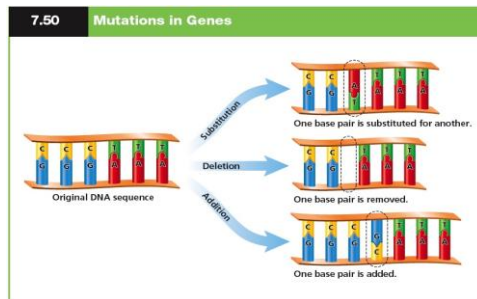 7.50 Mutations in Genes
C C A T T T
G G T A A A
One base pair is substituted for another.
Substitution
C C C T T T
G G G A A A
Original DNA sequence
Deletion
C C T T T
G G A A A
One base pair is removed.
Addition
C C C G T T T
G G G C A A A
One base pair is added.